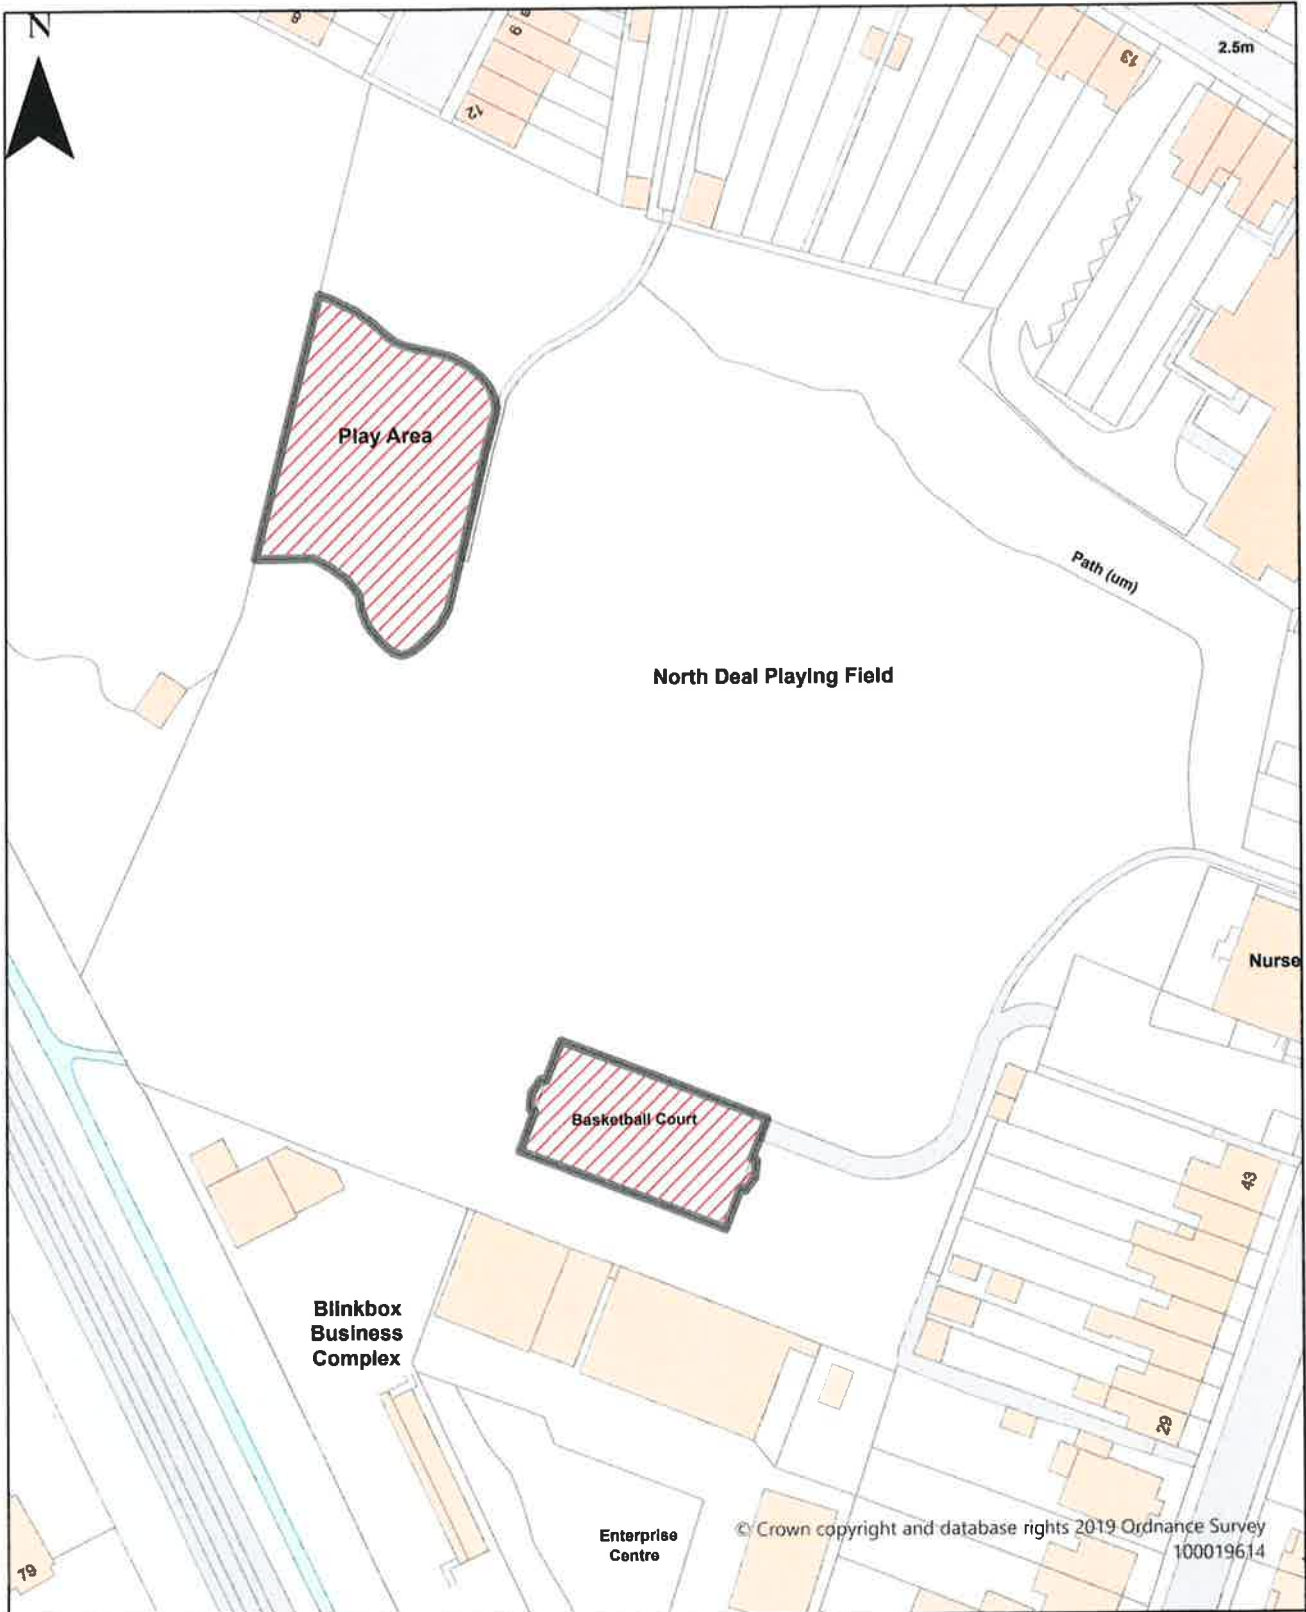 N
8
9
12
13
2.5m
Play Area
Path (um)
North Deal Playing Field
Nurse
Basketball Court
43
Blinkbox
Business
Complex
29
Enterprise
Centre
© Crown copyright and database rights 2019 Ordnance Survey
100019614
79